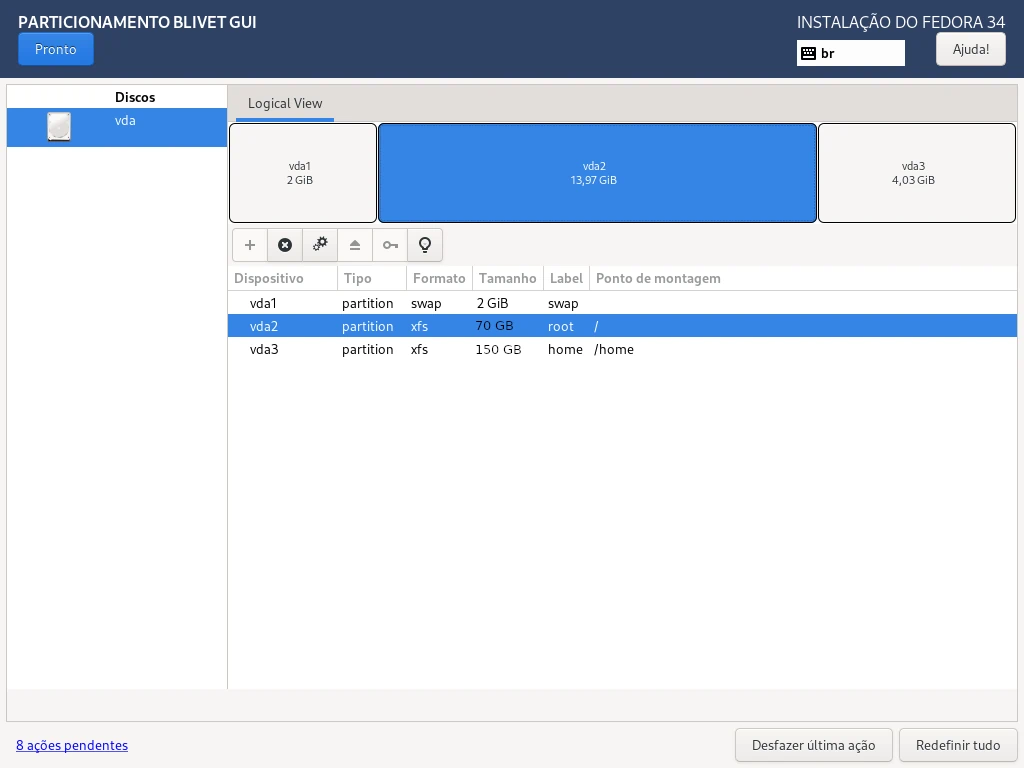 PARTICIONAMENTO BLIVET GUI
INSTALAÇÃO DO FEDORA 34
Pronto
br
Ajuda!
Discos
vda
Logical View
vda1
2 GiB
vda2
13,97 GiB
vda3
4,03 GiB
Dispositivo Tipo Formato Tamanho Label Ponto de montagem
vda1 partition swap 2 GiB swap
vda2 partition xfs 70 GB root /
vda3 partition xfs 150 GB home /home
8 ações pendentes
Desfazer última ação
Redefinir tudo